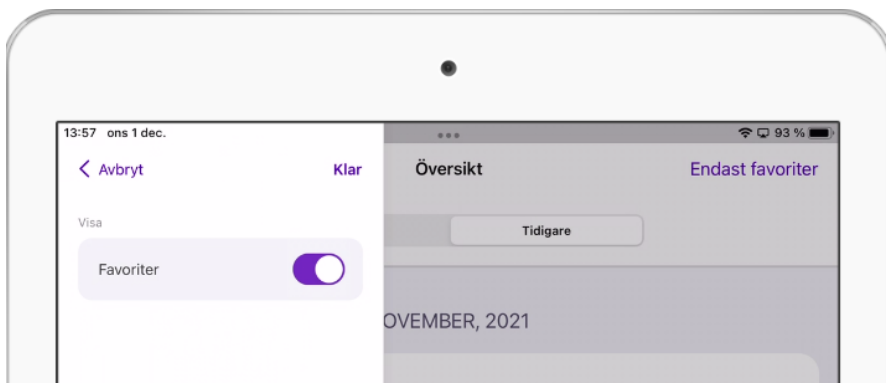 13:57 ons 1 dec.
93 %
Avbryt
Klar
Översikt
Endast favoriter
Visa
Tidigare
Favoriter
OVEMBER, 2021